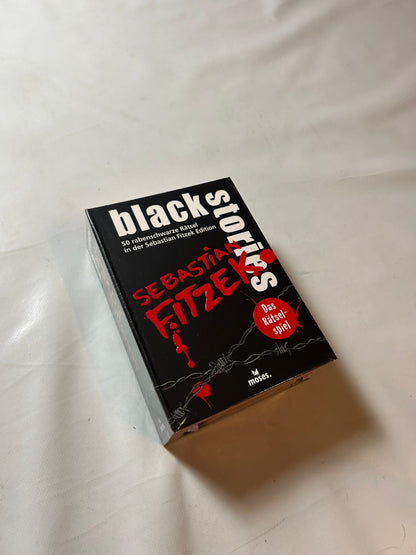 black
stories
50 rabenschwarze Rätsel
in der Sebastian Fitzek Edition
SEBASTIAN
FiTZEK
Das
Rätsel-
spiel
moses.